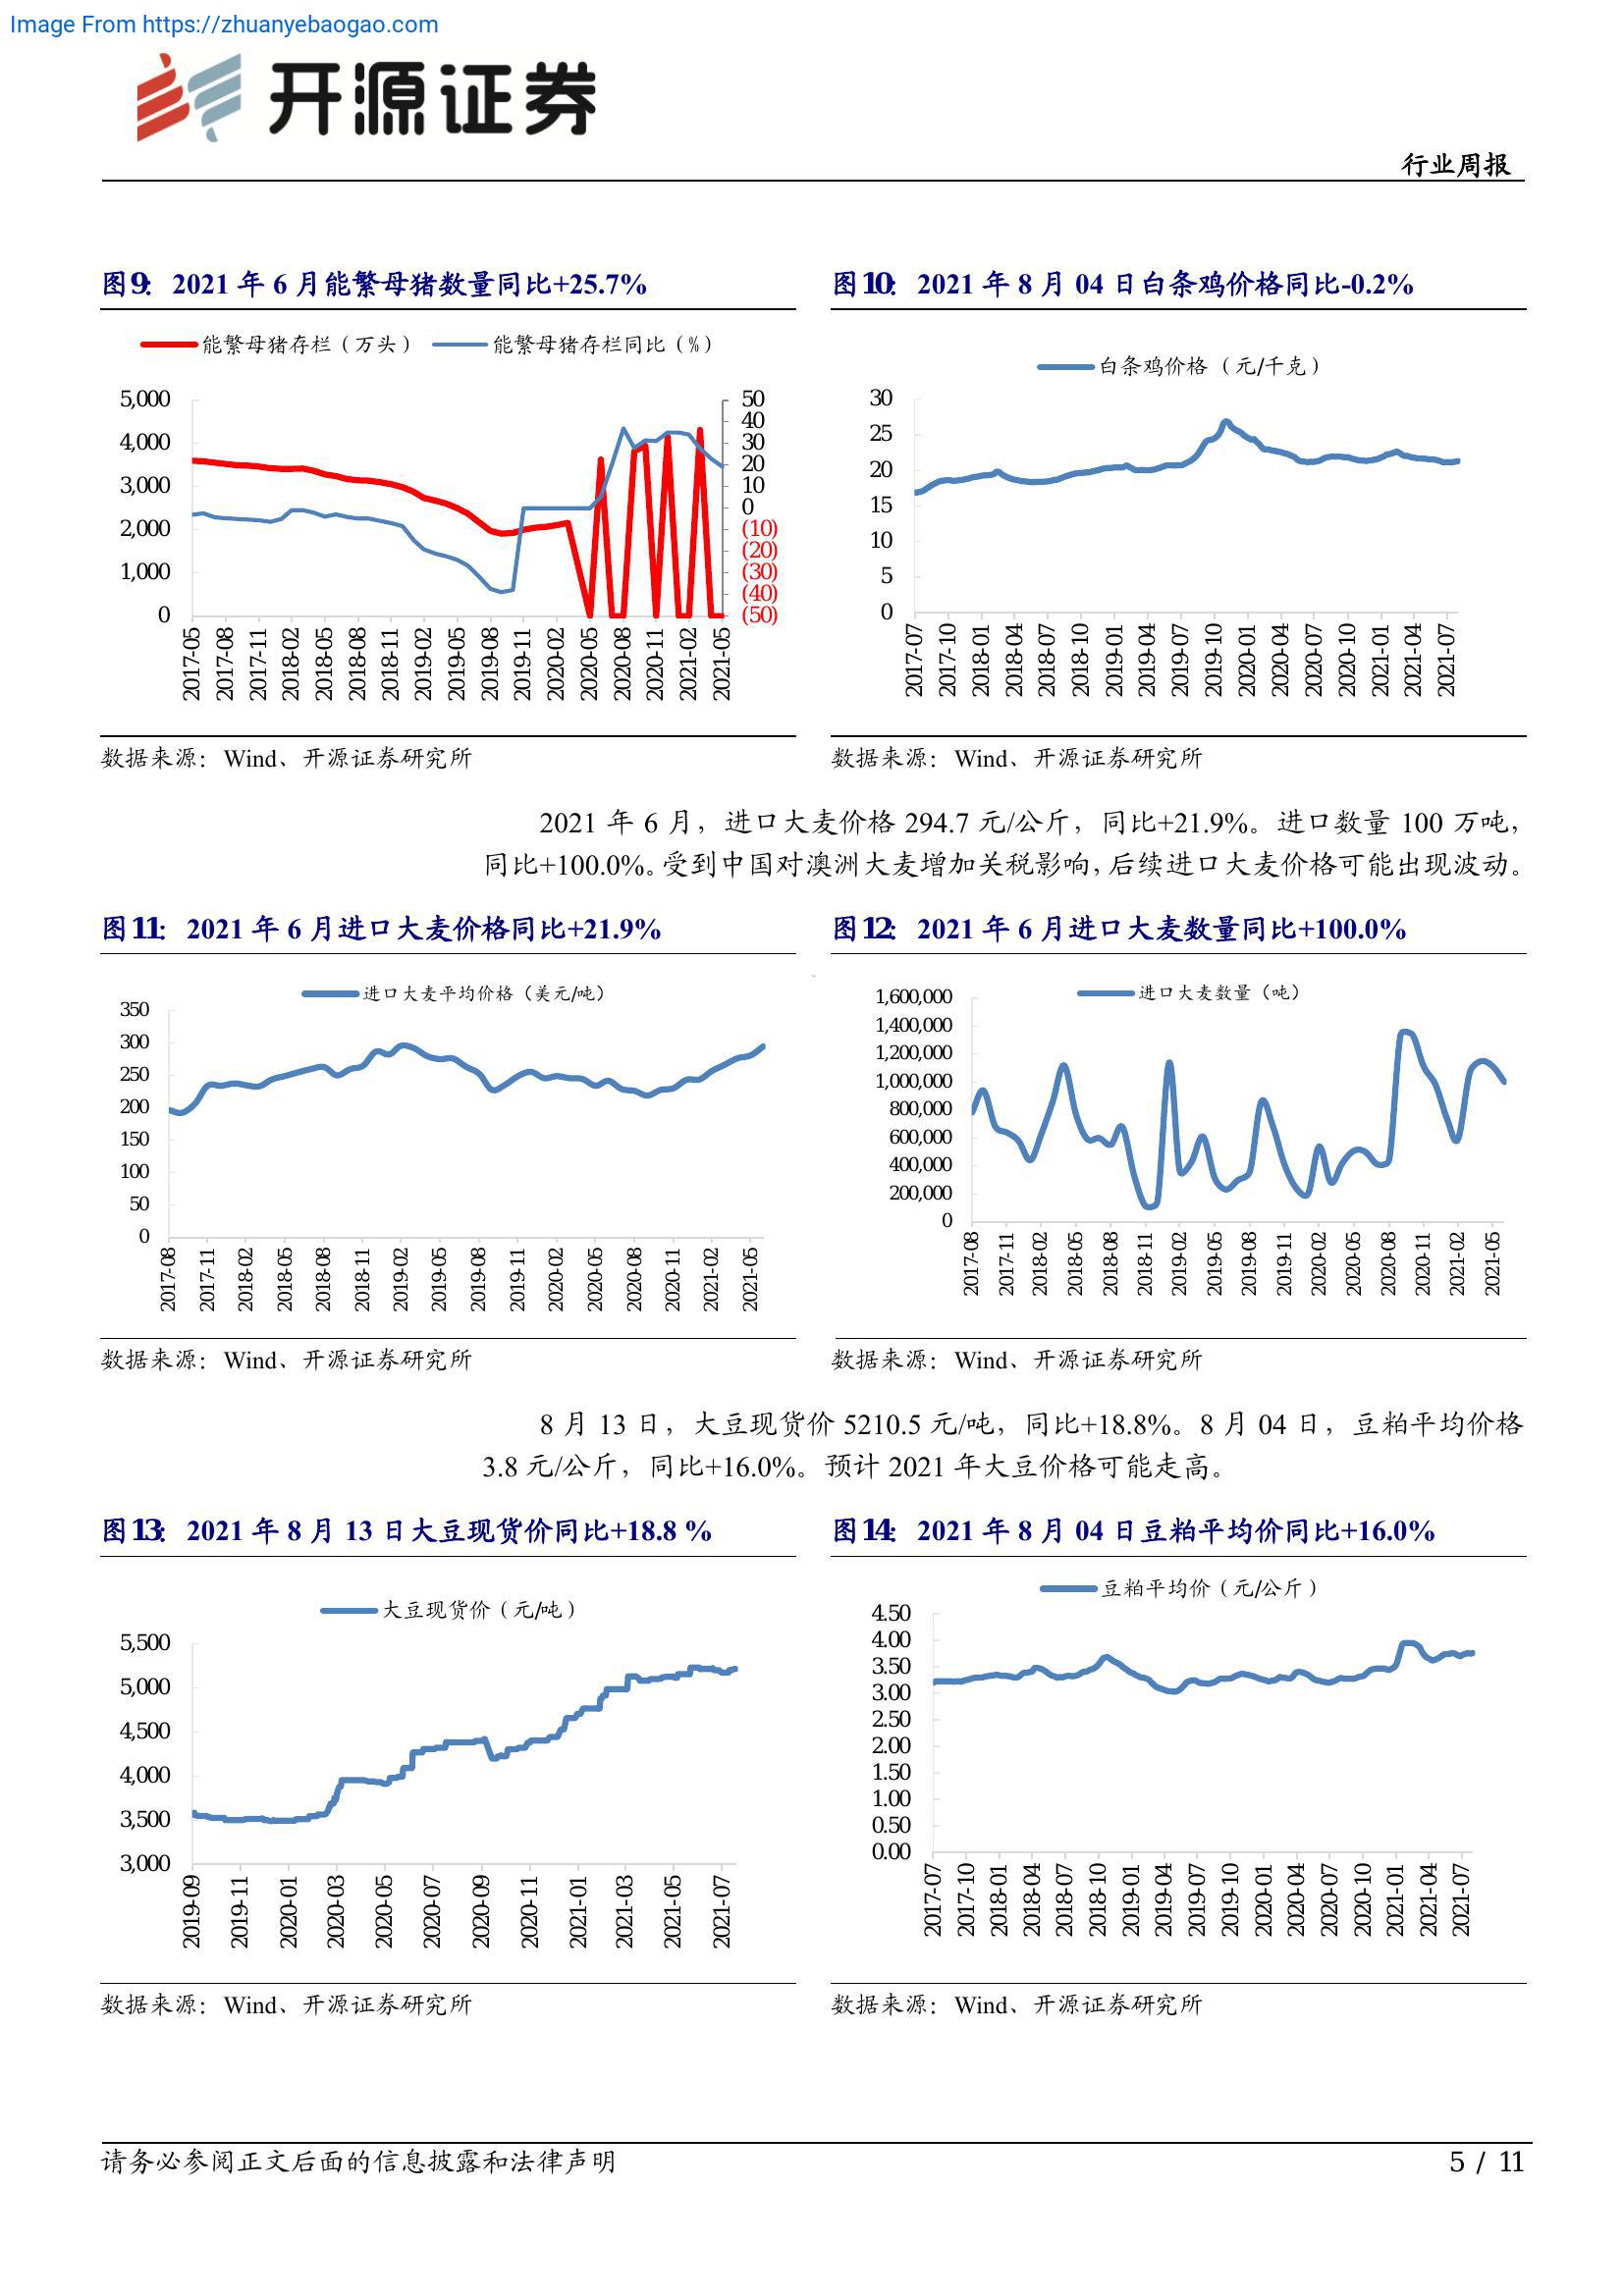 Image From https://zhuanyebaogao.com
开源证券
行业周报
图9： 2021 年 6 月能繁母猪数量同比+25.7%
能繁母猪存栏（万头） 能繁母猪存栏同比（%）
5,000
4,000
3,000
2,000
1,000
0
50
40
30
20
10
0
(10)
(20)
(30)
(40)
(50)
2017-05 2017-08 2017-11 2018-02 2018-05 2018-08 2018-11 2019-02 2019-05 2019-08 2019-11 2020-02 2020-05 2020-08 2020-11 2021-02 2021-05
数据来源：Wind、开源证券研究所
图10： 2021 年 8 月 04 日白条鸡价格同比-0.2%
白条鸡价格（元/千克）
30
25
20
15
10
5
0
2017-07 2017-10 2018-01 2018-04 2018-07 2018-10 2019-01 2019-04 2019-07 2019-10 2020-01 2020-04 2020-07 2020-10 2021-01 2021-04 2021-07
数据来源：Wind、开源证券研究所
2021 年 6 月，进口大麦价格 294.7 元/公斤，同比+21.9%。进口数量 100 万吨，
同比+100.0%。受到中国对澳洲大麦增加关税影响，后续进口大麦价格可能出现波动。
图11： 2021 年 6 月进口大麦价格同比+21.9%
进口大麦平均价格（美元/吨）
350
300
250
200
150
100
50
0
2017-08 2017-11 2018-02 2018-05 2018-08 2018-11 2019-02 2019-05 2019-08 2019-11 2020-02 2020-05 2020-08 2020-11 2021-02 2021-05
数据来源：Wind、开源证券研究所
图12： 2021 年 6 月进口大麦数量同比+100.0%
进口大麦数量（吨）
1,600,000
1,400,000
1,200,000
1,000,000
800,000
600,000
400,000
200,000
0
2017-08 2017-11 2018-02 2018-05 2018-08 2018-11 2019-02 2019-05 2019-08 2019-11 2020-02 2020-05 2020-08 2020-11 2021-02 2021-05
数据来源：Wind、开源证券研究所
8 月 13 日，大豆现货价 5210.5 元/吨，同比+18.8%。8 月 04 日，豆粕平均价格
3.8 元/公斤，同比+16.0%。预计 2021 年大豆价格可能走高。
图13： 2021 年 8 月 13 日大豆现货价同比+18.8 %
大豆现货价（元/吨）
5,500
5,000
4,500
4,000
3,500
3,000
2019-09 2019-11 2020-01 2020-03 2020-05 2020-07 2020-09 2020-11 2021-01 2021-03 2021-05 2021-07
数据来源：Wind、开源证券研究所
图14： 2021 年 8 月 04 日豆粕平均价同比+16.0%
豆粕平均价（元/公斤）
4.50
4.00
3.50
3.00
2.50
2.00
1.50
1.00
0.50
0.00
2017-07 2017-10 2018-01 2018-04 2018-07 2018-10 2019-01 2019-04 2019-07 2019-10 2020-01 2020-04 2020-07 2020-10 2021-01 2021-04 2021-07
数据来源：Wind、开源证券研究所
请务必参阅正文后面的信息披露和法律声明
5 / 11